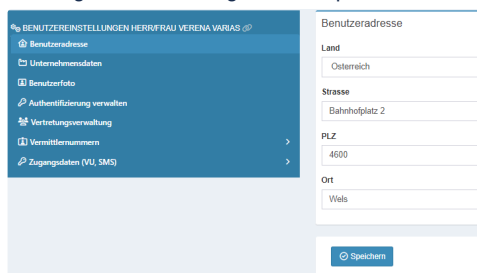 BENUTZEREINSTELLUNGEN HERR/FRAU VERENA VARIAS
Benutzeradresse
Unternehmensdaten
Benutzerfoto
Authentifizierung verwalten
Vertretungsverwaltung
Vermittlernummern
Zugangsdaten (VU, SMS)
Benutzeradresse
Land
Österreich
Strasse
Bahnhofplatz 2
PLZ
4600
Ort
Wels
Speichern